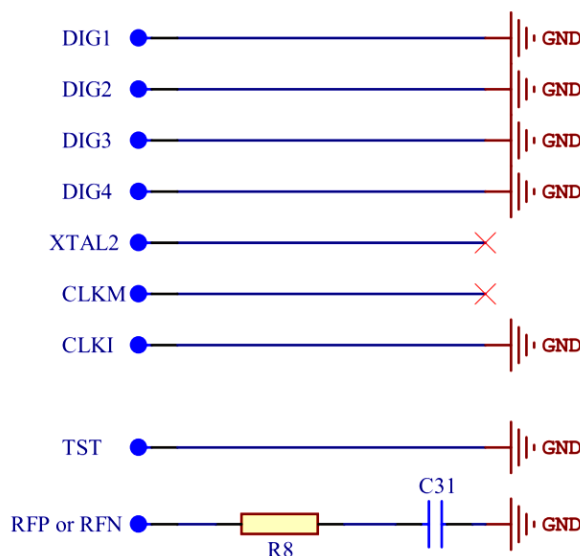 DIG1 GND
DIG2 GND
DIG3 GND
DIG4 GND
XTAL2
CLKM
CLKI GND
TST GND
C31
RFP or RFN GND
R8